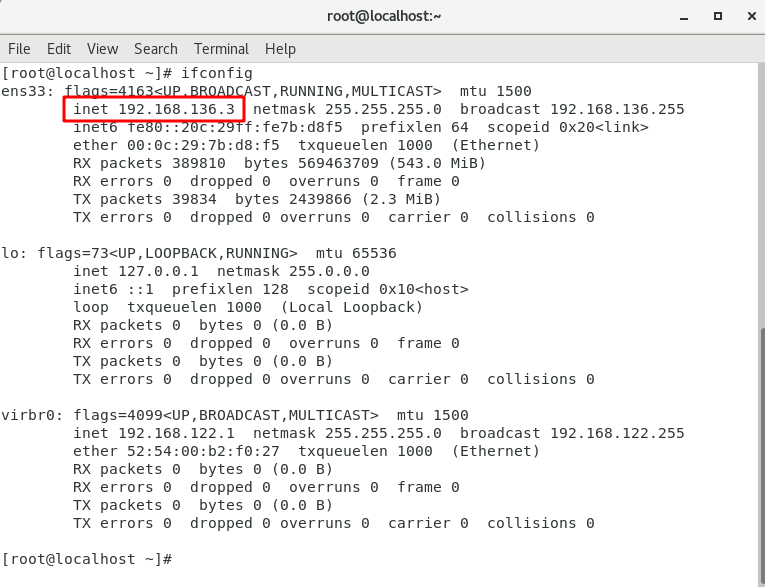 root@localhost:~
File Edit View Search Terminal Help
[root@localhost ~]# ifconfig
ens33: flags=4163<UP,BROADCAST,RUNNING,MULTICAST>  mtu 1500
        inet 192.168.136.3  netmask 255.255.255.0  broadcast 192.168.136.255
        inet6 fe80::20c:29ff:fe7b:d8f5  prefixlen 64  scopeid 0x20<link>
        ether 00:0c:29:7b:d8:f5  txqueuelen 1000  (Ethernet)
        RX packets 389810  bytes 569463709 (543.0 MiB)
        RX errors 0  dropped 0  overruns 0  frame 0
        TX packets 39834  bytes 2439866 (2.3 MiB)
        TX errors 0  dropped 0 overruns 0  carrier 0  collisions 0

lo: flags=73<UP,LOOPBACK,RUNNING>  mtu 65536
        inet 127.0.0.1  netmask 255.0.0.0
        inet6 ::1  prefixlen 128  scopeid 0x10<host>
        loop  txqueuelen 1000  (Local Loopback)
        RX packets 0  bytes 0 (0.0 B)
        RX errors 0  dropped 0  overruns 0  frame 0
        TX packets 0  bytes 0 (0.0 B)
        TX errors 0  dropped 0 overruns 0  carrier 0  collisions 0

virbr0: flags=4099<UP,BROADCAST,MULTICAST>  mtu 1500
        inet 192.168.122.1  netmask 255.255.255.0  broadcast 192.168.122.255
        ether 52:54:00:b2:f0:27  txqueuelen 1000  (Ethernet)
        RX packets 0  bytes 0 (0.0 B)
        RX errors 0  dropped 0  overruns 0  frame 0
        TX packets 0  bytes 0 (0.0 B)
        TX errors 0  dropped 0 overruns 0  carrier 0  collisions 0

[root@localhost ~]#